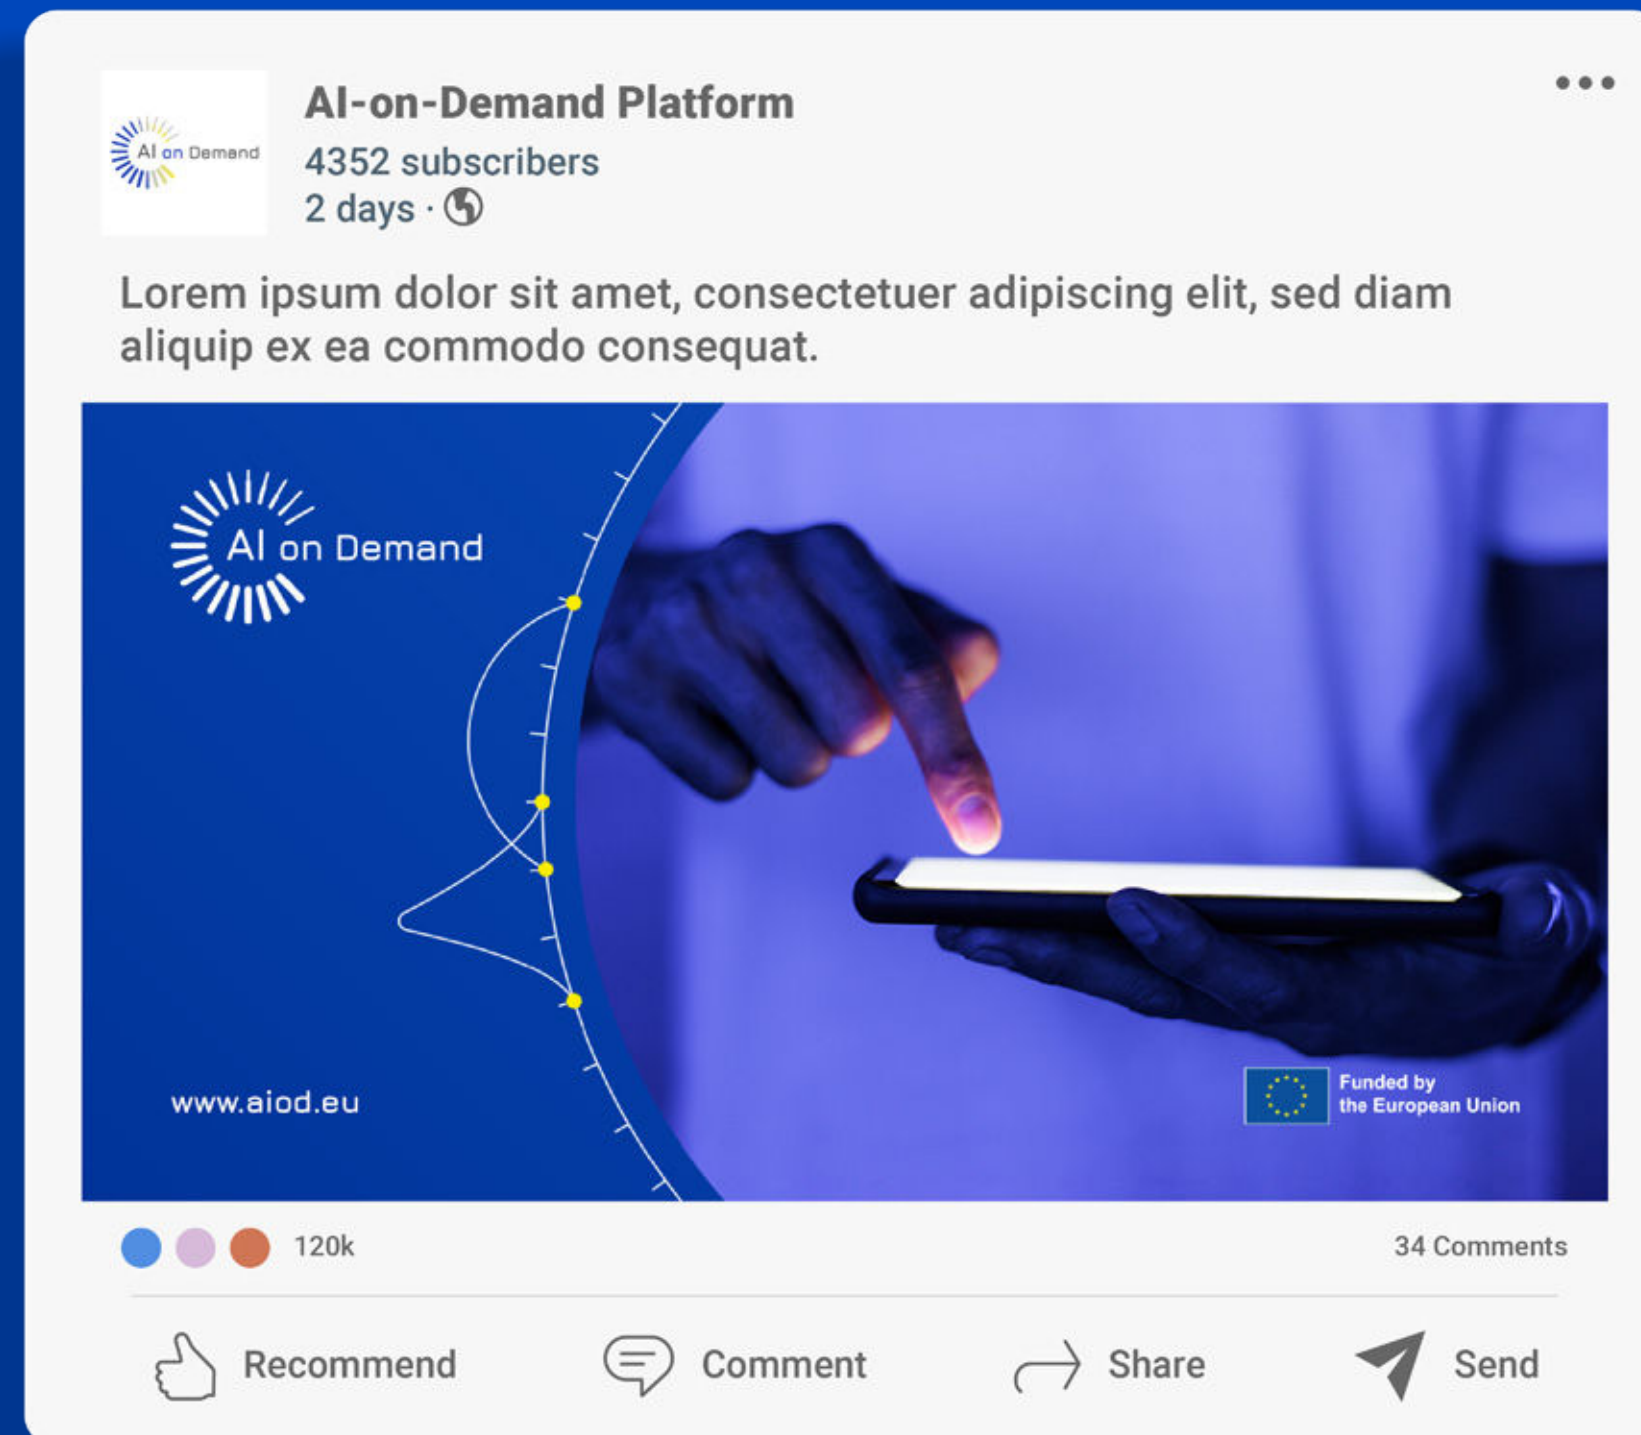 AI on Demand
AI-on-Demand Platform
4352 subscribers
2 days ·
Lorem ipsum dolor sit amet, consectetuer adipiscing elit, sed diam
aliquip ex ea commodo consequat.
AI on Demand
www.aiod.eu
Funded by
the European Union
120k
34 Comments
Recommend
Comment
Share
Send